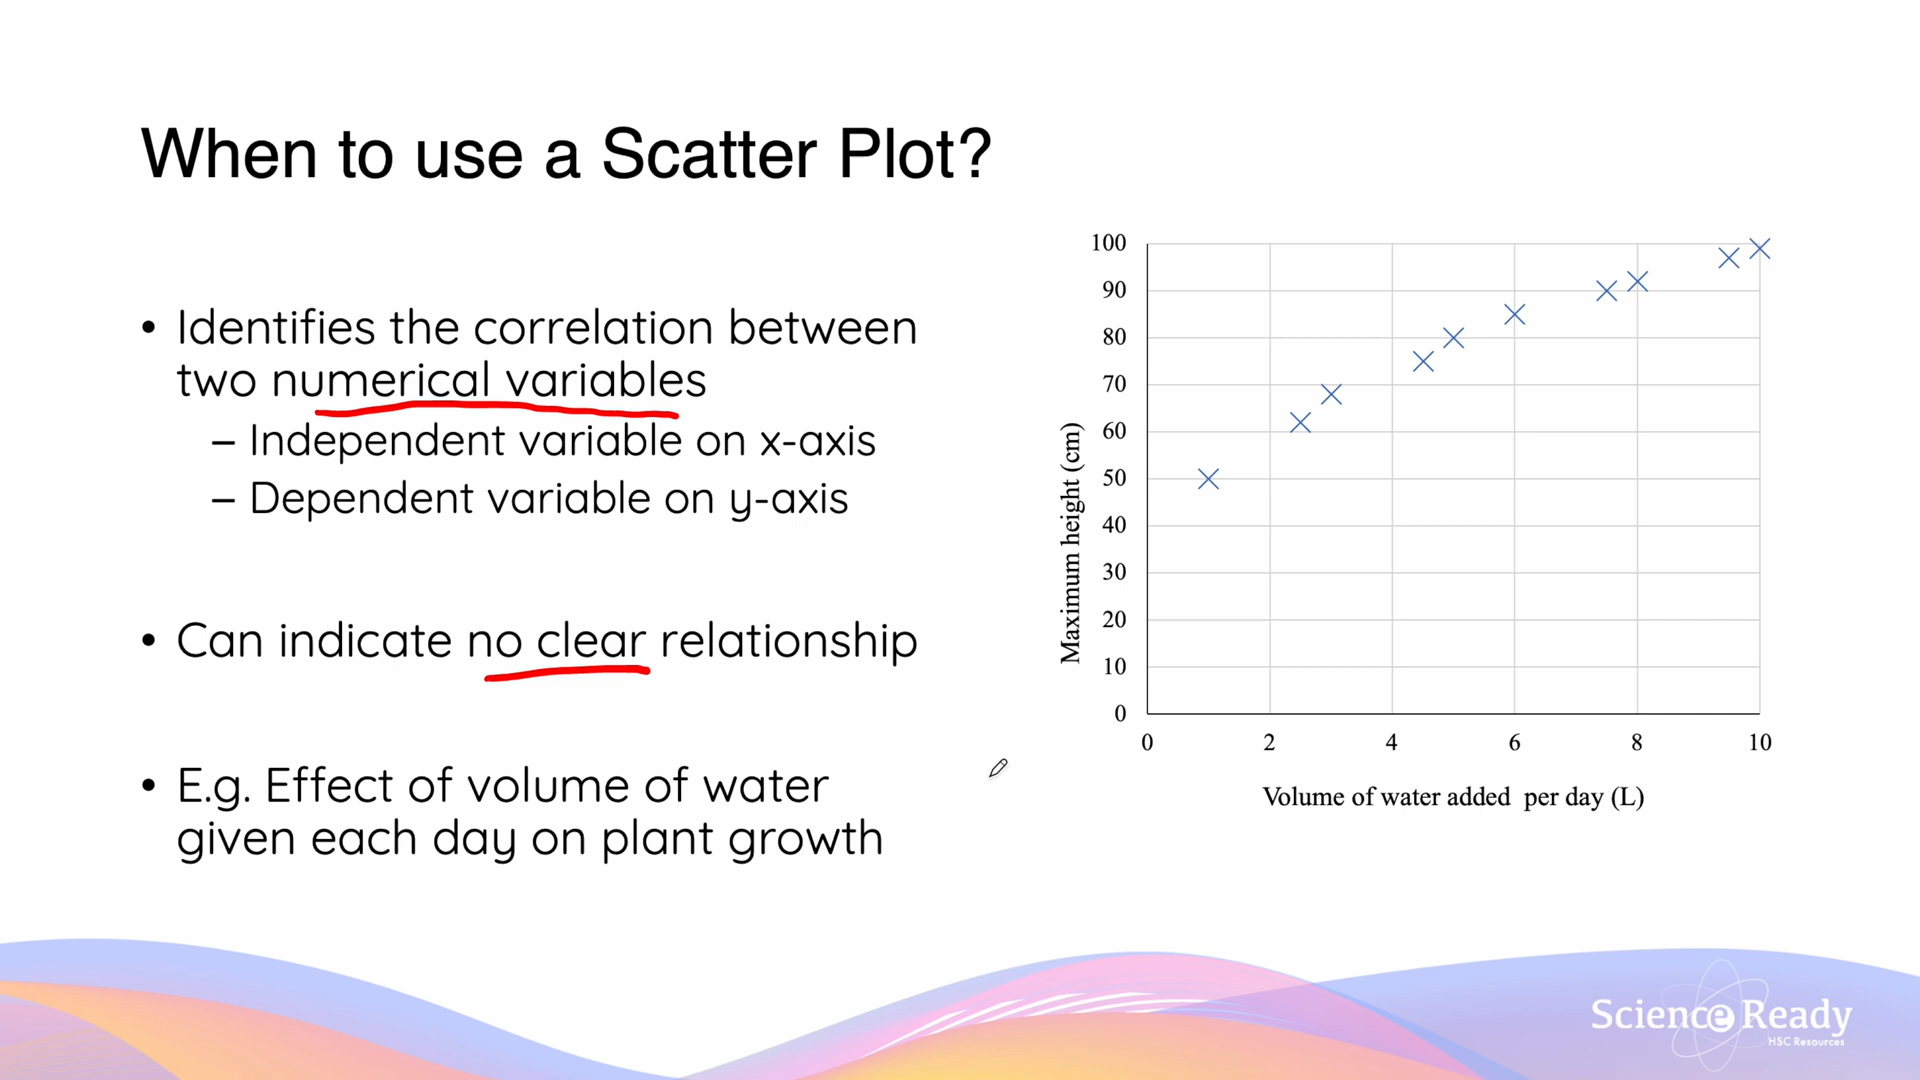 When to use a Scatter Plot?
• Identifies the correlation between
two numerical variables
– Independent variable on x-axis
– Dependent variable on y-axis
• Can indicate no clear relationship
• E.g. Effect of volume of water
given each day on plant growth
Maximum height (cm)
100
90
80
70
60
50
40
30
20
10
0
0 2 4 6 8 10
Volume of water added per day (L)
Science Ready
HSC Resources